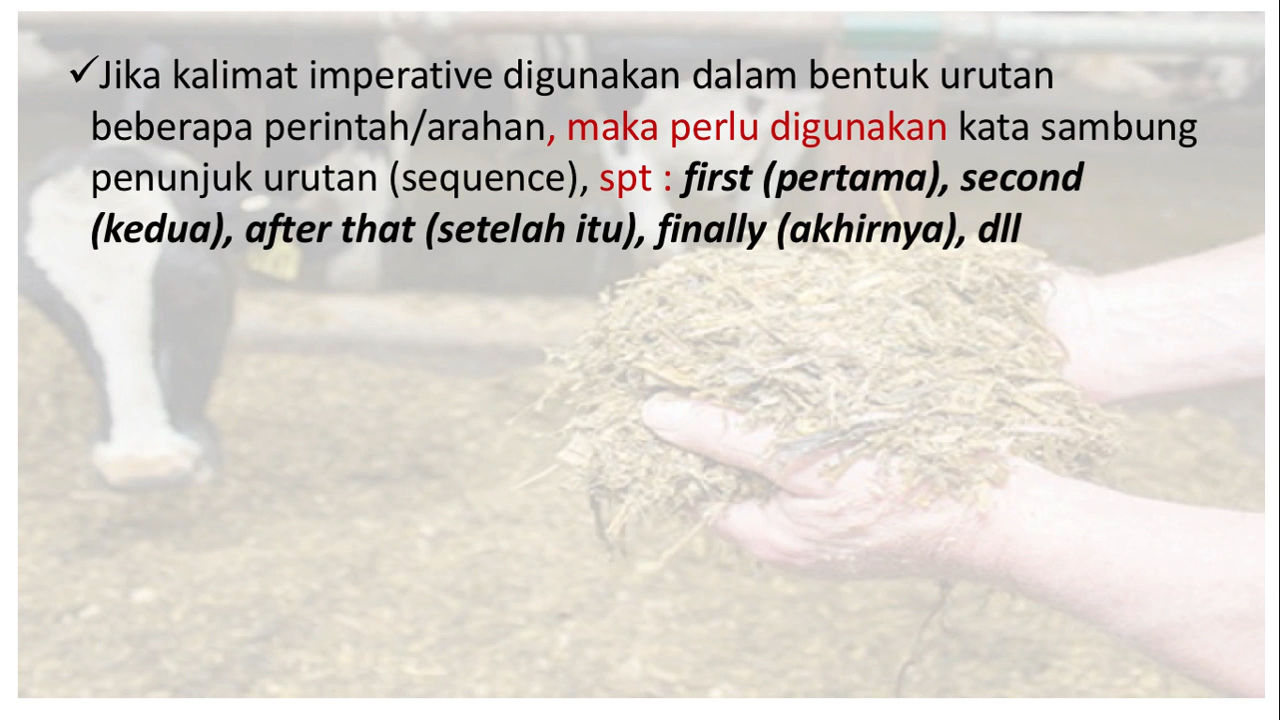 ✓Jika kalimat imperative digunakan dalam bentuk urutan
beberapa perintah/arahan, maka perlu digunakan kata sambung
penunjuk urutan (sequence), spt : first (pertama), second
(kedua), after that (setelah itu), finally (akhirnya), dll